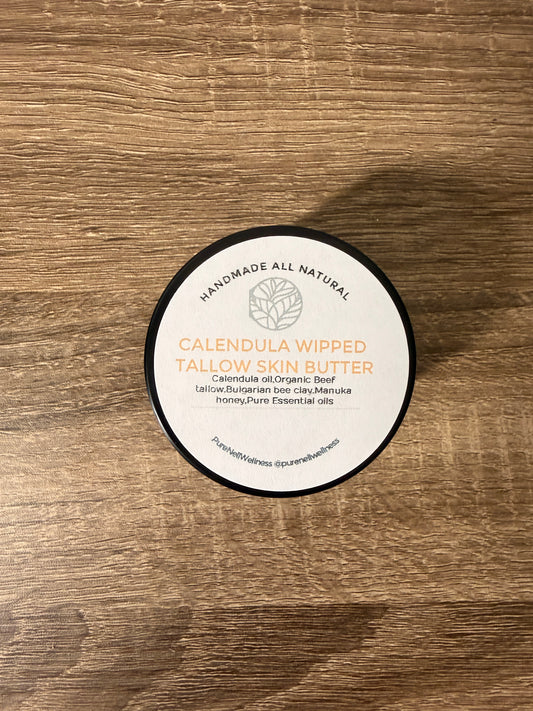 HANDMADE ALL NATURAL
CALENDULA WIPPED
TALLOW SKIN BUTTER
Calendula oil,Organic Beef
tallow,Bulgarian bee clay,Manuka
honey,Pure Essential oils
PureNellWellness @purenellwellness